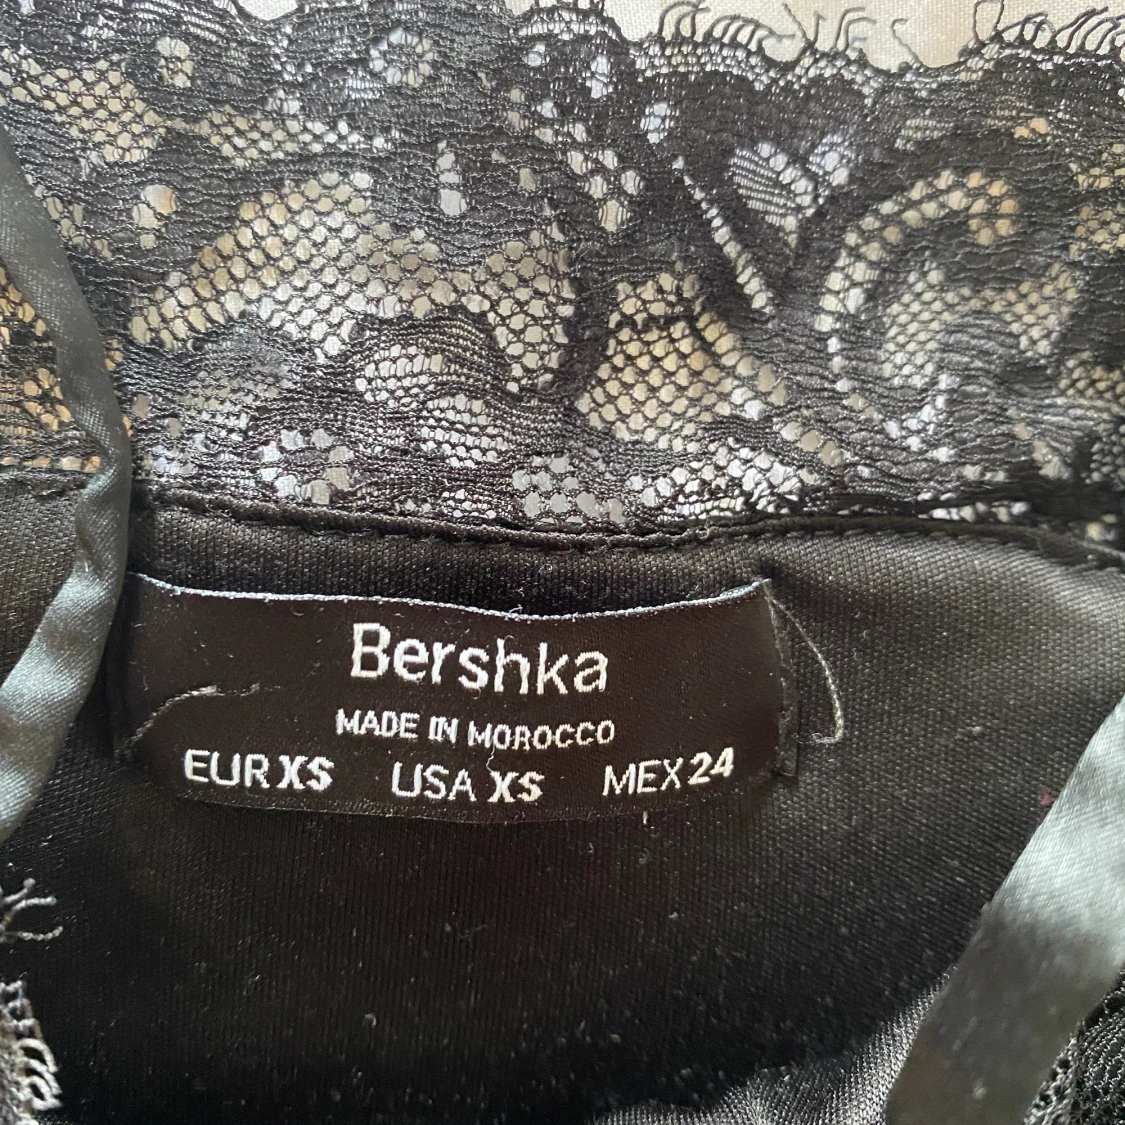 Bershka
MADE IN MOROCCO
EUR XS USA XS MEX 24